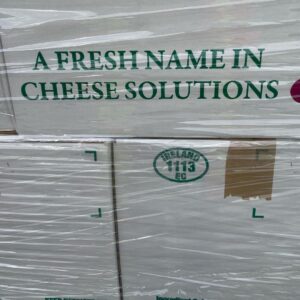 A FRESH NAME IN
CHEESE SOLUTIONS
IRELAND
1113
EC